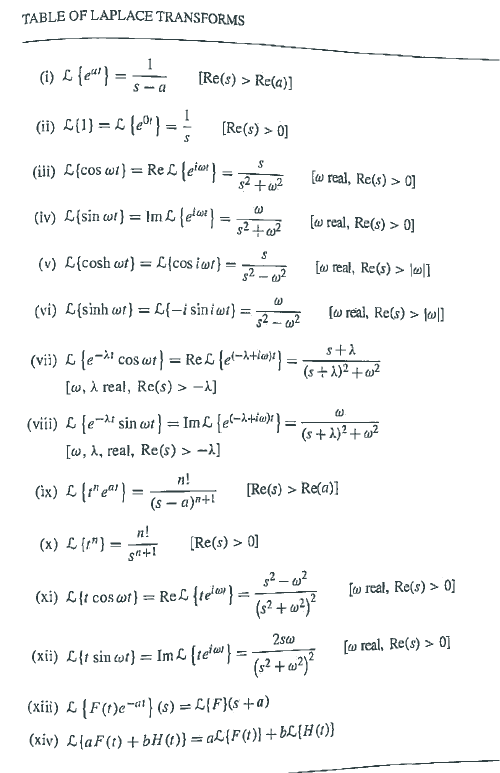 TABLE OF LAPLACE TRANSFORMS
(i) ℒ{e^{at}} = 1/(s − a) [Re(s) > Re(a)]
(ii) ℒ{1} = ℒ{e^{0t}} = 1/s [Re(s) > 0]
(iii) ℒ{cos ωt} = Re ℒ{e^{iωt}} = s/(s² + ω²) [ω real, Re(s) > 0]
(iv) ℒ{sin ωt} = Im ℒ{e^{iωt}} = ω/(s² + ω²) [ω real, Re(s) > 0]
(v) ℒ{cosh ωt} = ℒ{cos iωt} = s/(s² − ω²) [ω real, Re(s) > |ω|]
(vi) ℒ{sinh ωt} = ℒ{−i sin iωt} = ω/(s² − ω²) [ω real, Re(s) > |ω|]
(vii) ℒ{e^{−λt} cos ωt} = Re ℒ{e^{(−λ+iω)t}} = (s + λ)/((s + λ)² + ω²)
[ω, λ real, Re(s) > −λ]
(viii) ℒ{e^{−λt} sin ωt} = Im ℒ{e^{(−λ+iω)t}} = ω/((s + λ)² + ω²)
[ω, λ, real, Re(s) > −λ]
(ix) ℒ{t^n e^{at}} = n!/(s − a)^{n+1} [Re(s) > Re(a)]
(x) ℒ{t^n} = n!/s^{n+1} [Re(s) > 0]
(xi) ℒ{t cos ωt} = Re ℒ{te^{iωt}} = (s² − ω²)/(s² + ω²)² [ω real, Re(s) > 0]
(xii) ℒ{t sin ωt} = Im ℒ{te^{iωt}} = 2sω/(s² + ω²)² [ω real, Re(s) > 0]
(xiii) ℒ{F(t)e^{−at}}(s) = ℒ{F}(s + a)
(xiv) ℒ{aF(t) + bH(t)} = aℒ{F(t)} + bℒ{H(t)}